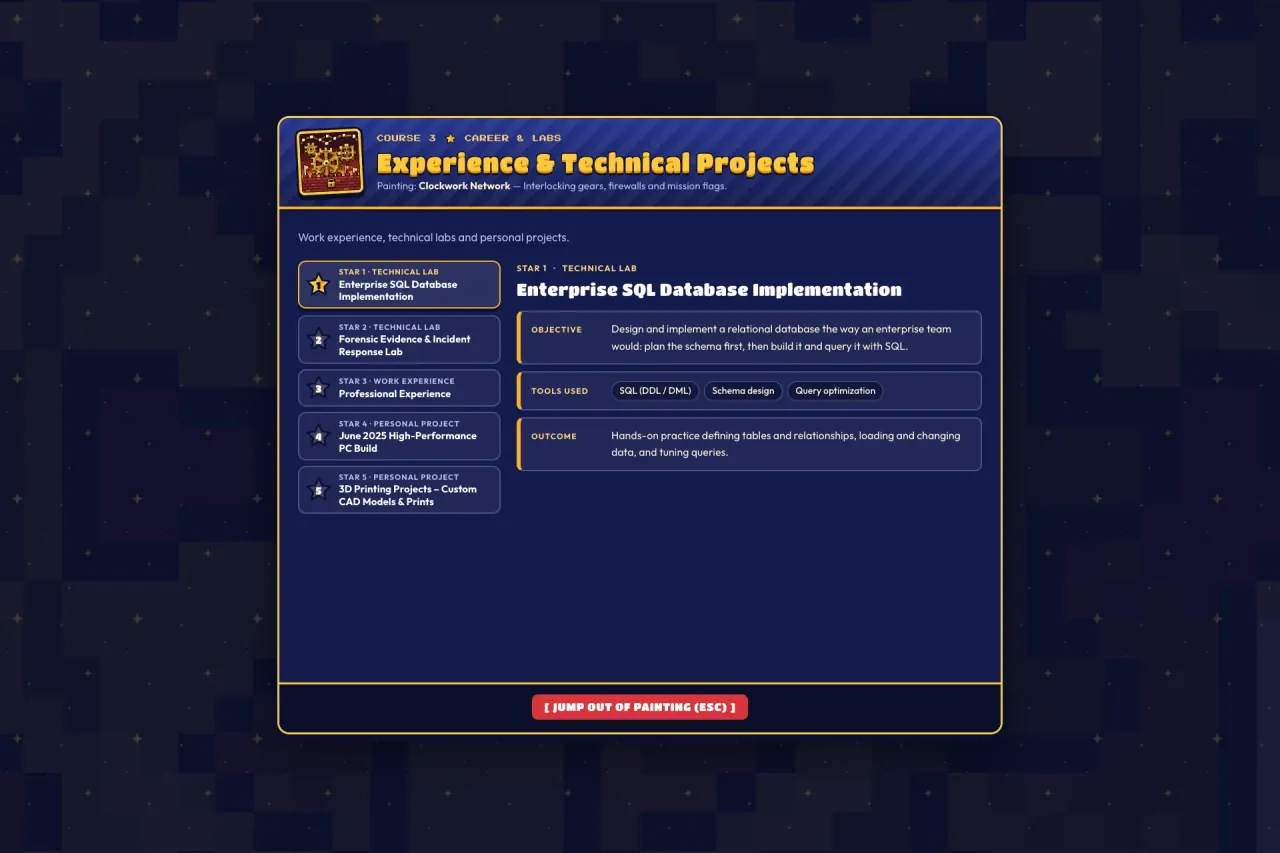 COURSE 3 ⭐ CAREER & LABS
Experience & Technical Projects
Painting: Clockwork Network — Interlocking gears, firewalls and mission flags.
Work experience, technical labs and personal projects.
1
STAR 1 · TECHNICAL LAB
Enterprise SQL Database
Implementation
2
STAR 2 · TECHNICAL LAB
Forensic Evidence & Incident
Response Lab
3
STAR 3 · WORK EXPERIENCE
Professional Experience
4
STAR 4 · PERSONAL PROJECT
June 2025 High-Performance
PC Build
5
STAR 5 · PERSONAL PROJECT
3D Printing Projects – Custom
CAD Models & Prints
STAR 1 · TECHNICAL LAB
Enterprise SQL Database Implementation
OBJECTIVE
Design and implement a relational database the way an enterprise team
would: plan the schema first, then build it and query it with SQL.
TOOLS USED
SQL (DDL / DML) Schema design Query optimization
OUTCOME
Hands-on practice defining tables and relationships, loading and changing
data, and tuning queries.
[ JUMP OUT OF PAINTING (ESC) ]